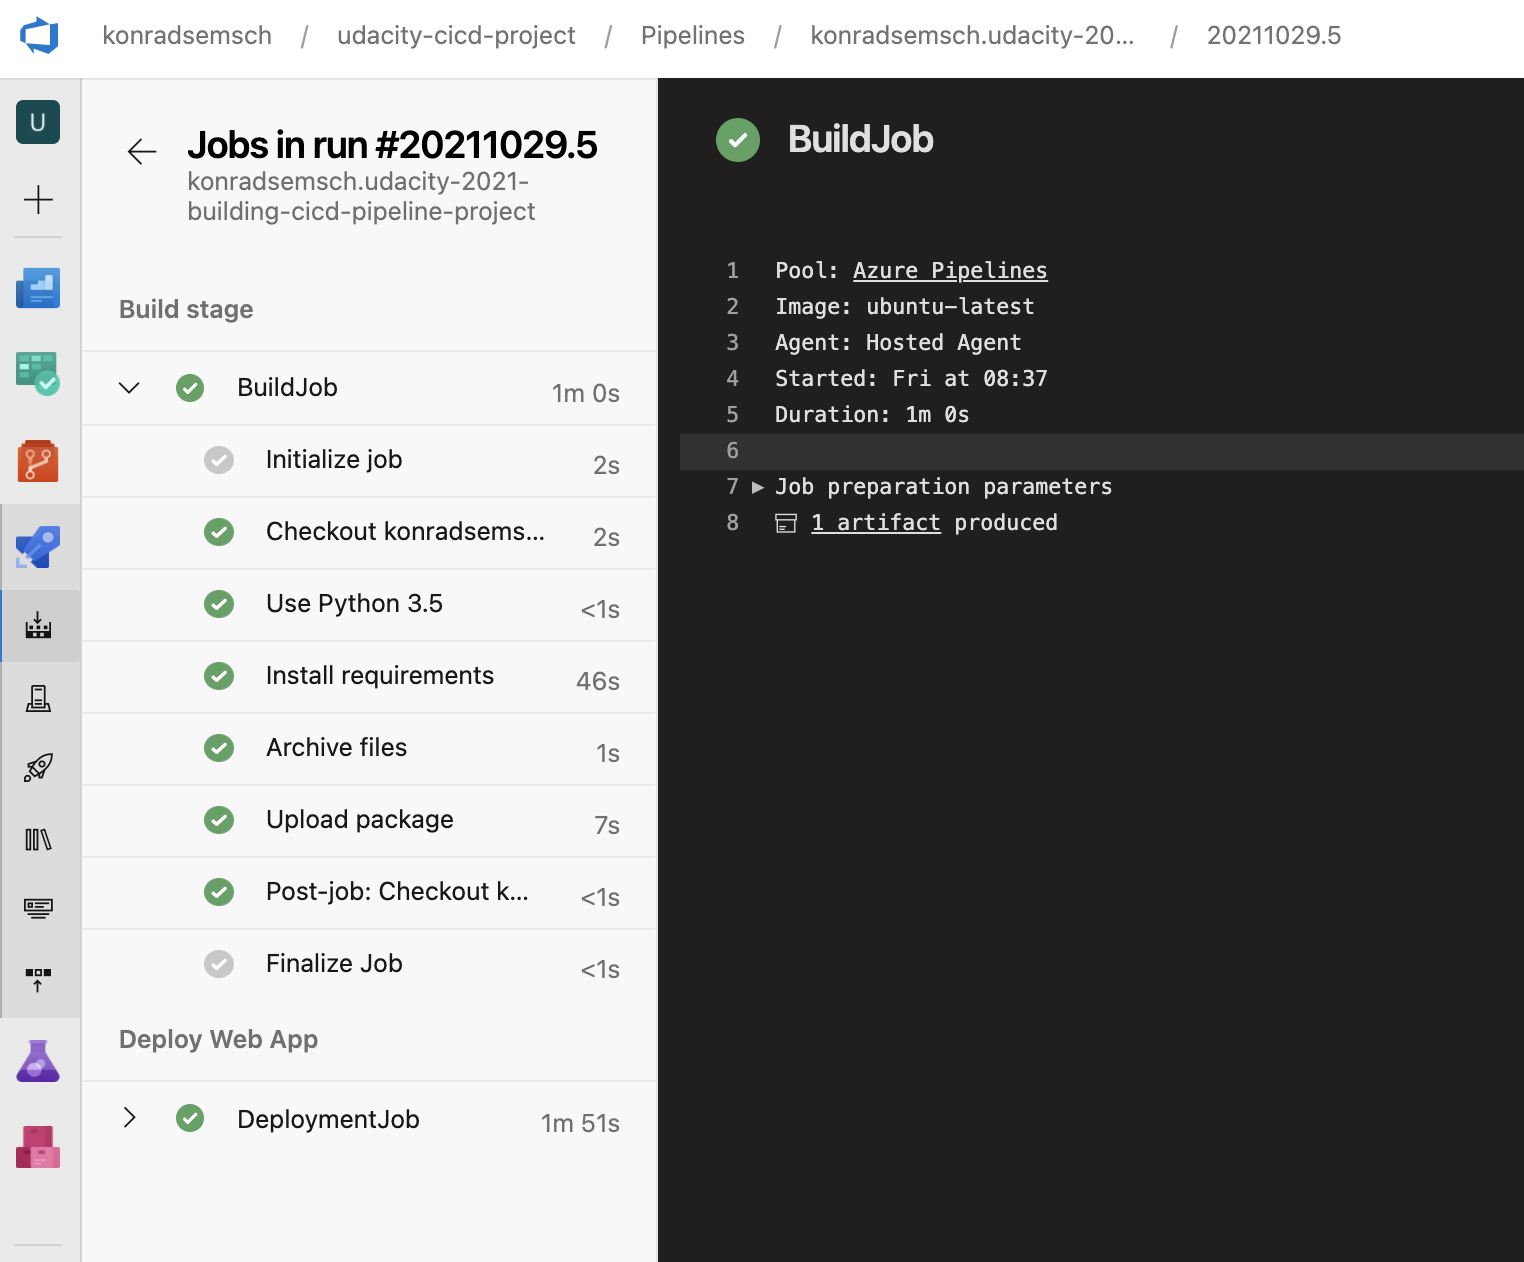 konradsemsch / udacity-cicd-project / Pipelines / konradsemsch.udacity-20... / 20211029.5
U
Jobs in run #20211029.5
konradsemsch.udacity-2021-
building-cicd-pipeline-project
Build stage
BuildJob 1m 0s
Initialize job 2s
Checkout konradsems... 2s
Use Python 3.5 <1s
Install requirements 46s
Archive files 1s
Upload package 7s
Post-job: Checkout k... <1s
Finalize Job <1s
Deploy Web App
DeploymentJob 1m 51s
BuildJob
1 Pool: Azure Pipelines
2 Image: ubuntu-latest
3 Agent: Hosted Agent
4 Started: Fri at 08:37
5 Duration: 1m 0s
6
7 Job preparation parameters
8 1 artifact produced